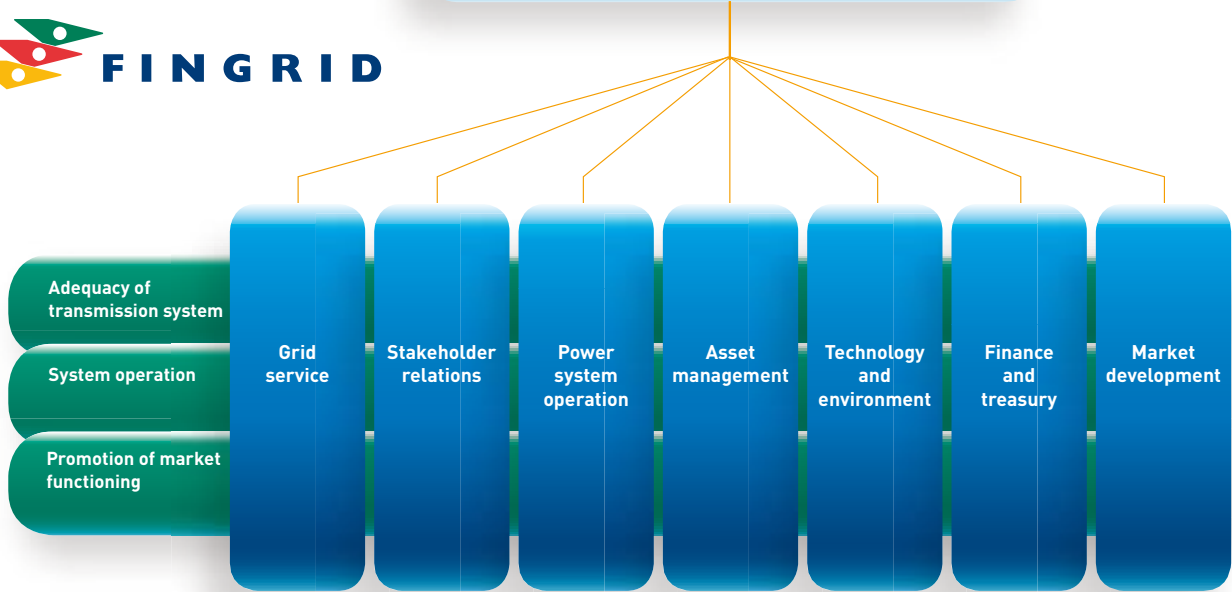 FINGRID
Adequacy of
transmission system
System operation
Promotion of market
functioning
Grid
service
Stakeholder
relations
Power
system
operation
Asset
management
Technology
and
environment
Finance
and
treasury
Market
development